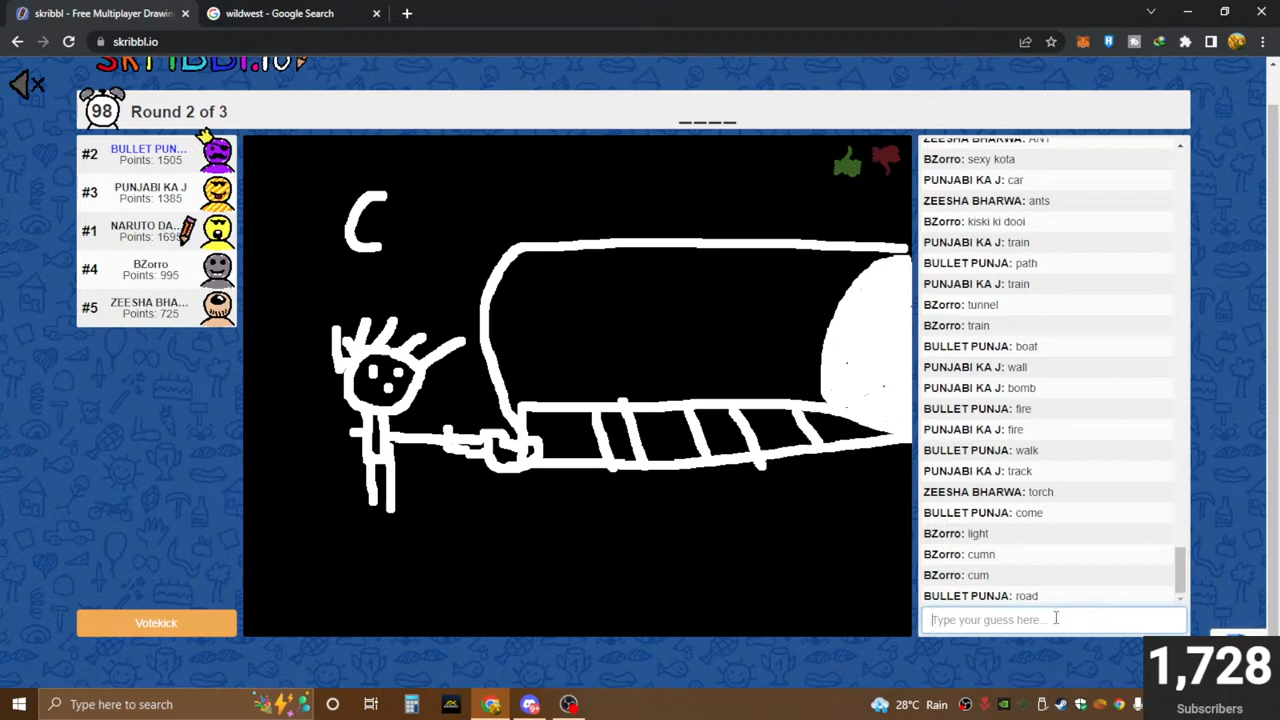 skribbl - Free Multiplayer Drawin
wildwest - Google Search
skribbl.io
98
Round 2 of 3
____
#2 BULLET PUN...
Points: 1505
#3 PUNJABI KA J
Points: 1385
#1 NARUTO DA...
Points: 1695
#4 BZorro
Points: 995
#5 ZEESHA BHA...
Points: 725
Votekick
C
ZEESHA BHARWA: ANT
BZorro: sexy kota
PUNJABI KA J: car
ZEESHA BHARWA: ants
BZorro: kiski ki dooi
PUNJABI KA J: train
BULLET PUNJA: path
PUNJABI KA J: train
BZorro: tunnel
BZorro: train
BULLET PUNJA: boat
PUNJABI KA J: wall
PUNJABI KA J: bomb
BULLET PUNJA: fire
PUNJABI KA J: fire
BULLET PUNJA: walk
PUNJABI KA J: track
ZEESHA BHARWA: torch
BULLET PUNJA: come
BZorro: light
BZorro: cumn
BZorro: cum
BULLET PUNJA: road
Type your guess here...
1,728
Subscribers
Type here to search
28°C Rain